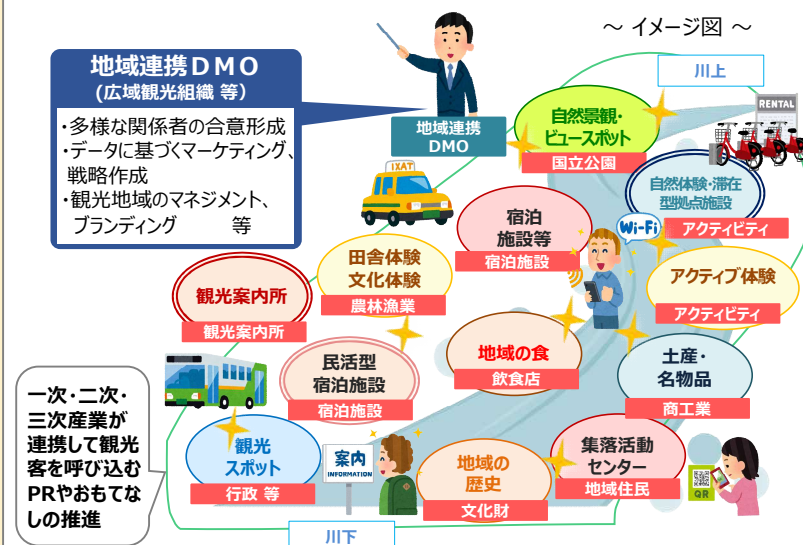 ~ イメージ図 ~
地域連携DMO
(広域観光組織 等)
・多様な関係者の合意形成
・データに基づくマーケティング、
戦略作成
・観光地域のマネジメント、
ブランディング 等
地域連携
DMO
川上
RENTAL
自然景観・
ビュースポット
国立公園
自然体験・滞在
型拠点施設
アクティビティ
IXAT
宿泊
施設等
宿泊施設
Wi-Fi
田舎体験
文化体験
農林漁業
アクティブ体験
アクティビティ
観光案内所
観光案内所
民活型
宿泊施設
宿泊施設
地域の食
飲食店
土産・
名物品
商工業
一次・二次・
三次産業が
連携して観光
客を呼び込む
PRやおもてな
しの推進
観光
スポット
行政 等
案内
INFORMATION
地域の
歴史
文化財
集落活動
センター
地域住民
QR
川下